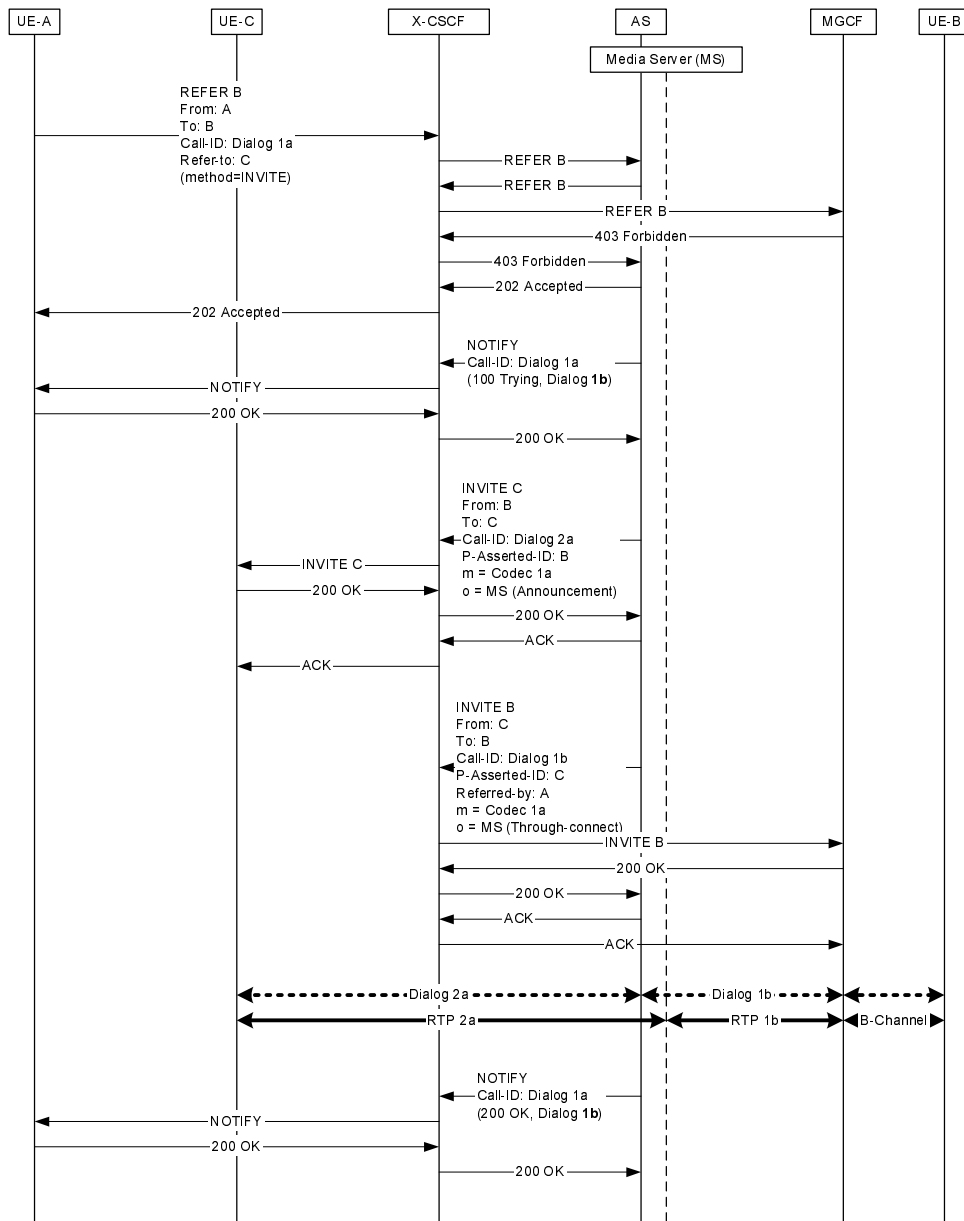 UE-A
UE-C
X-CSCF
AS
MGCF
UE-B
Media Server (MS)
REFER B
From: A
To: B
Call-ID: Dialog 1a
Refer-to: C
(method=INVITE)
REFER B
REFER B
REFER B
403 Forbidden
403 Forbidden
202 Accepted
202 Accepted
NOTIFY
Call-ID: Dialog 1a
(100 Trying, Dialog 1b)
NOTIFY
200 OK
200 OK
INVITE C
From: B
To: C
Call-ID: Dialog 2a
P-Asserted-ID: B
m = Codec 1a
o = MS (Announcement)
INVITE C
200 OK
200 OK
ACK
ACK
INVITE B
From: C
To: B
Call-ID: Dialog 1b
P-Asserted-ID: C
Referred-by: A
m = Codec 1a
o = MS (Through-connect)
INVITE B
200 OK
200 OK
ACK
ACK
Dialog 2a
Dialog 1b
RTP 2a
RTP 1b
B-Channel
NOTIFY
Call-ID: Dialog 1a
(200 OK, Dialog 1b)
NOTIFY
200 OK
200 OK